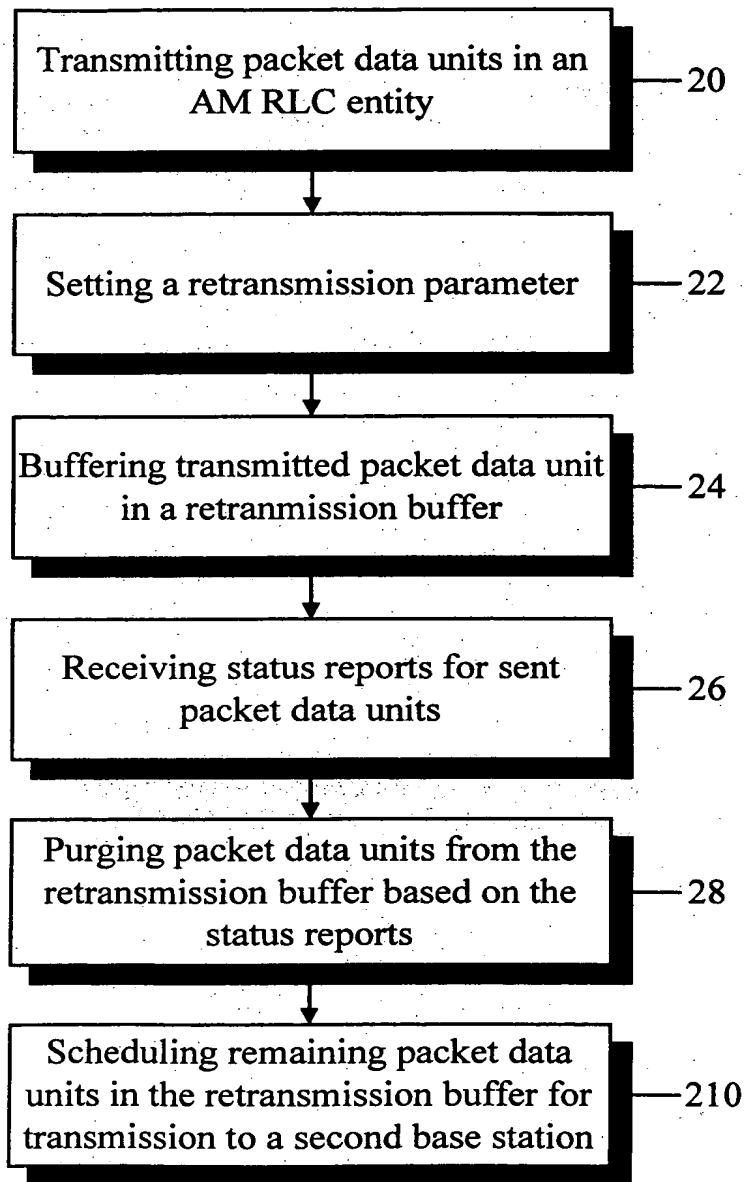 Transmitting packet data units in an
AM RLC entity
20
Setting a retransmission parameter
22
Buffering transmitted packet data unit
in a retranmission buffer
24
Receiving status reports for sent
packet data units
26
Purging packet data units from the
retransmission buffer based on the
status reports
28
Scheduling remaining packet data
units in the retransmission buffer for
transmission to a second base station
210